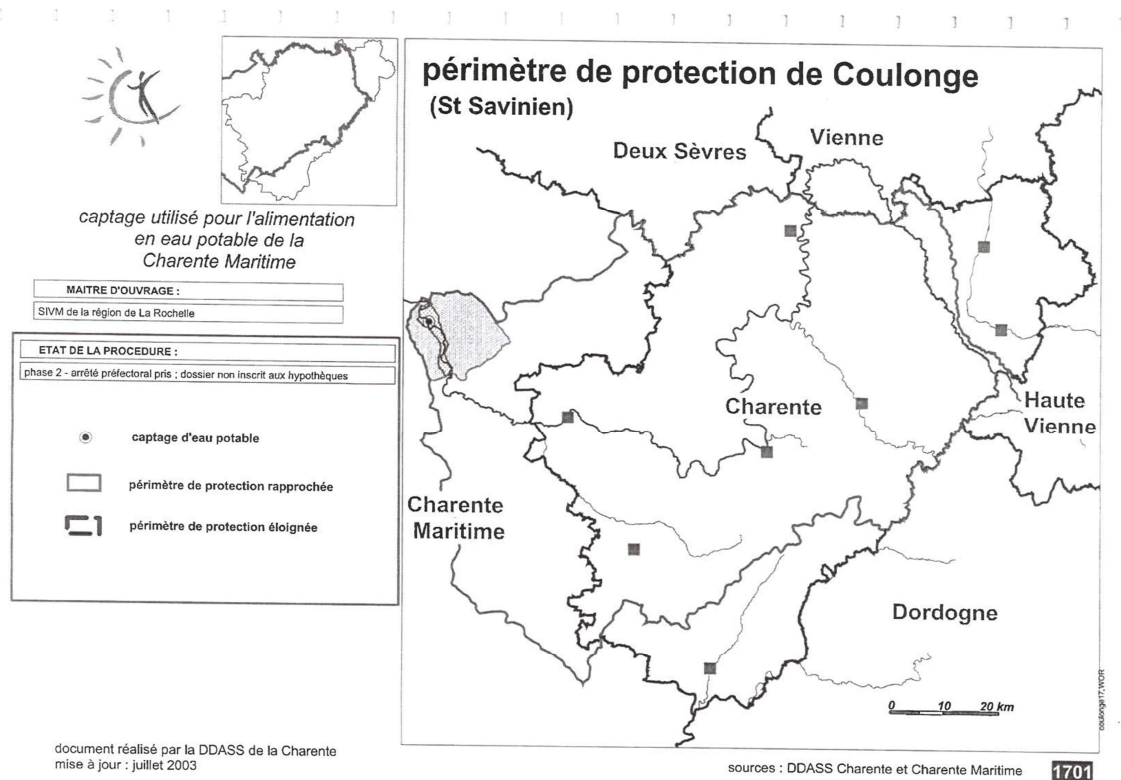 périmètre de protection de Coulonge
(St Savinien)
captage utilisé pour l'alimentation
en eau potable de la
Charente Maritime
MAITRE D'OUVRAGE :
SIVM de la région de La Rochelle
ETAT DE LA PROCEDURE :
phase 2 - arrêté préfectoral pris ; dossier non inscrit aux hypothèques
captage d'eau potable
périmètre de protection rapprochée
périmètre de protection éloignée
Deux Sèvres
Vienne
Charente
Haute
Vienne
Charente
Maritime
Dordogne
0 10 20 km
coulonge17.WOR
document réalisé par la DDASS de la Charente
mise à jour : juillet 2003
sources : DDASS Charente et Charente Maritime
1701